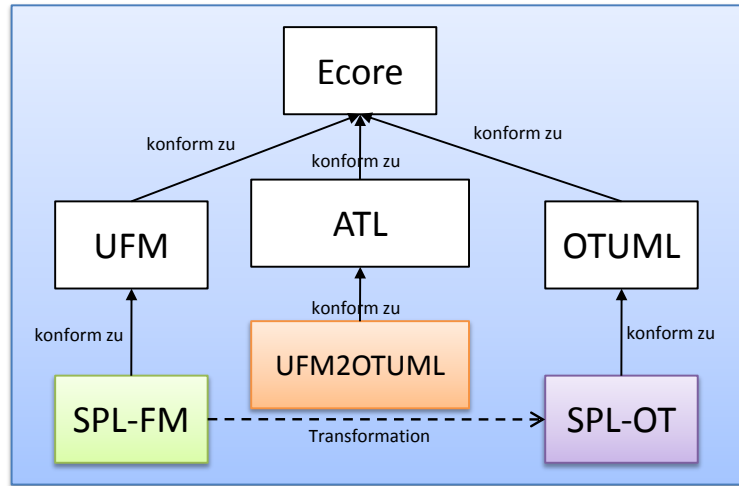 Ecore
konform zu
konform zu
konform zu
UFM
ATL
OTUML
konform zu
konform zu
konform zu
SPL-FM
UFM2OTUML
SPL-OT
Transformation